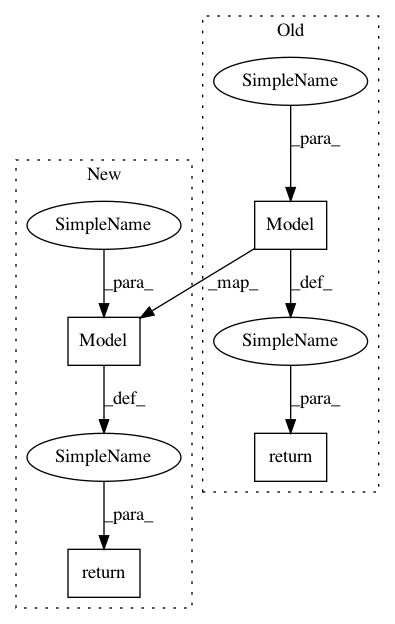 Old
SimpleName
_para_
New
SimpleName
Model
_para_
_map_
_def_
Model
SimpleName
_def_
_para_
SimpleName
return
_para_
return